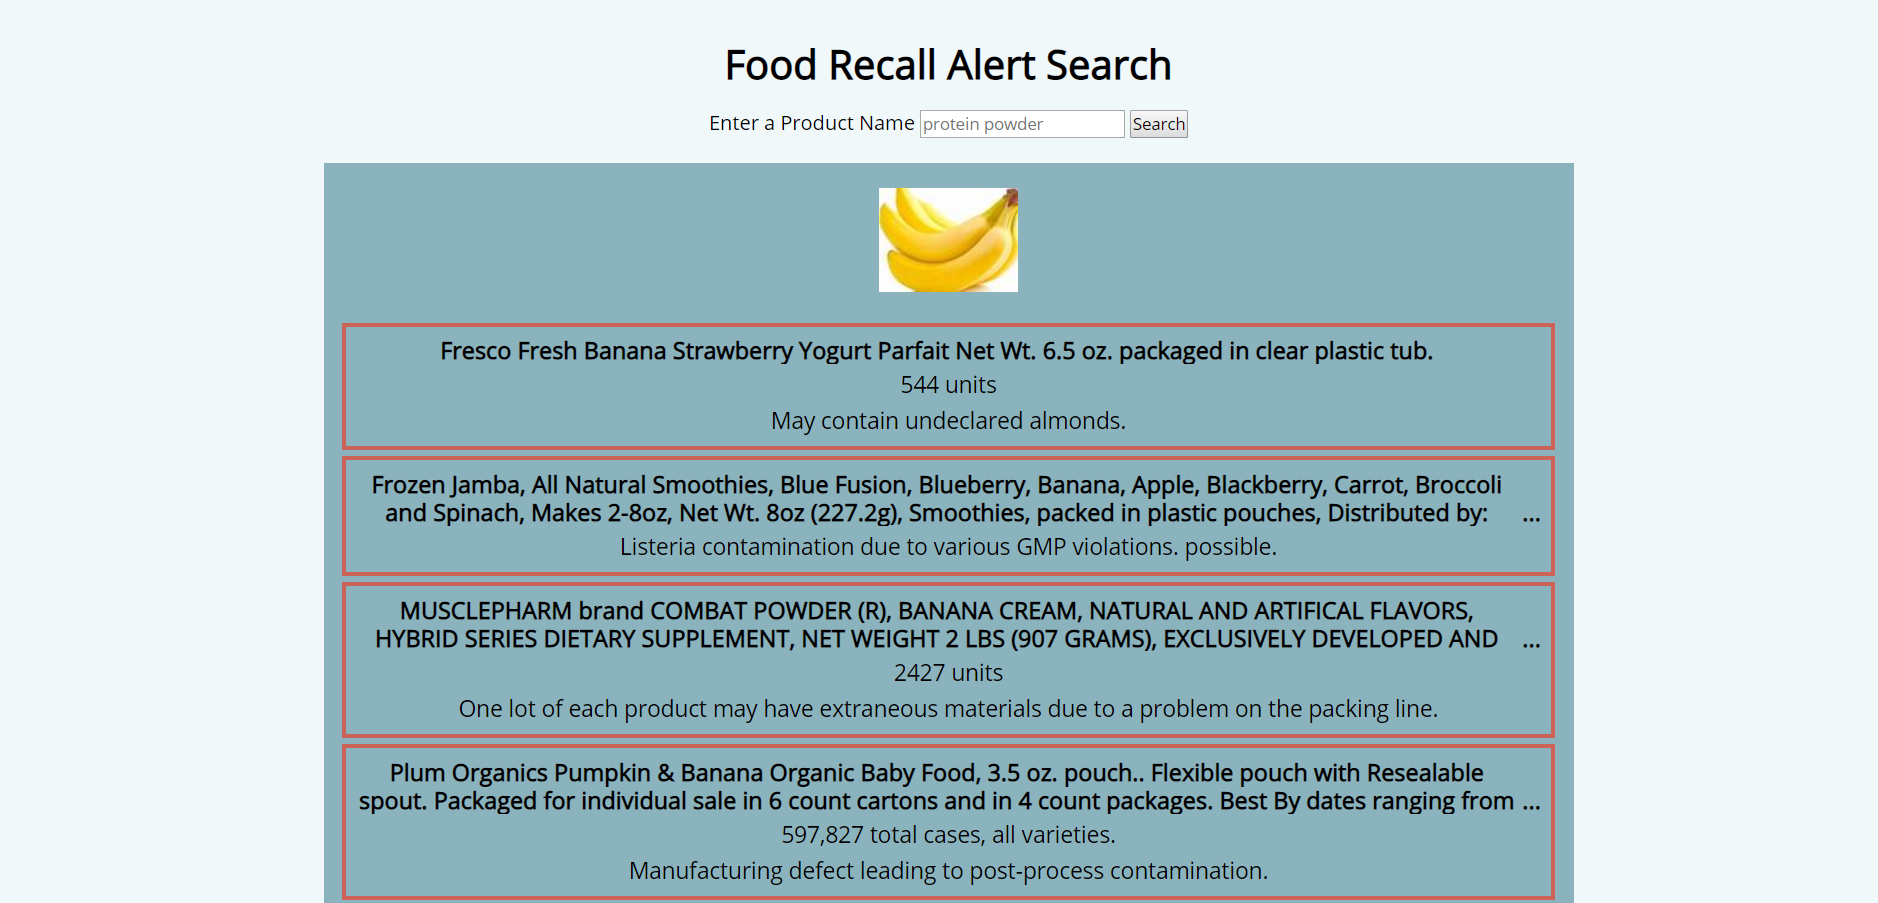 Food Recall Alert Search
Enter a Product Name protein powder Search
Fresco Fresh Banana Strawberry Yogurt Parfait Net Wt. 6.5 oz. packaged in clear plastic tub.
544 units
May contain undeclared almonds.
Frozen Jamba, All Natural Smoothies, Blue Fusion, Blueberry, Banana, Apple, Blackberry, Carrot, Broccoli
and Spinach, Makes 2-8oz, Net Wt. 8oz (227.2g), Smoothies, packed in plastic pouches, Distributed by: ...
Listeria contamination due to various GMP violations. possible.
MUSCLEPHARM brand COMBAT POWDER (R), BANANA CREAM, NATURAL AND ARTIFICAL FLAVORS,
HYBRID SERIES DIETARY SUPPLEMENT, NET WEIGHT 2 LBS (907 GRAMS), EXCLUSIVELY DEVELOPED AND ...
2427 units
One lot of each product may have extraneous materials due to a problem on the packing line.
Plum Organics Pumpkin & Banana Organic Baby Food, 3.5 oz. pouch.. Flexible pouch with Resealable
spout. Packaged for individual sale in 6 count cartons and in 4 count packages. Best By dates ranging from ...
597,827 total cases, all varieties.
Manufacturing defect leading to post-process contamination.